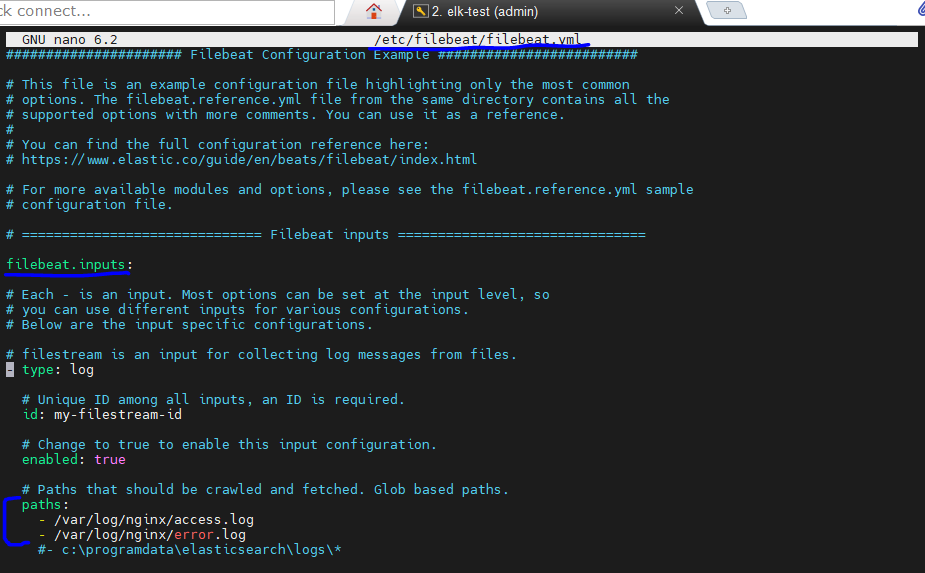 ck connect...
2. elk-test (admin)
GNU nano 6.2 /etc/filebeat/filebeat.yml
###################### Filebeat Configuration Example #########################
# This file is an example configuration file highlighting only the most common
# options. The filebeat.reference.yml file from the same directory contains all the
# supported options with more comments. You can use it as a reference.
#
# You can find the full configuration reference here:
# https://www.elastic.co/guide/en/beats/filebeat/index.html
# For more available modules and options, please see the filebeat.reference.yml sample
# configuration file.
# ============================== Filebeat inputs ===============================
filebeat.inputs:
# Each - is an input. Most options can be set at the input level, so
# you can use different inputs for various configurations.
# Below are the input specific configurations.
# filestream is an input for collecting log messages from files.
- type: log
# Unique ID among all inputs, an ID is required.
id: my-filestream-id
# Change to true to enable this input configuration.
enabled: true
# Paths that should be crawled and fetched. Glob based paths.
paths:
- /var/log/nginx/access.log
- /var/log/nginx/error.log
#- c:\programdata\elasticsearch\logs\*